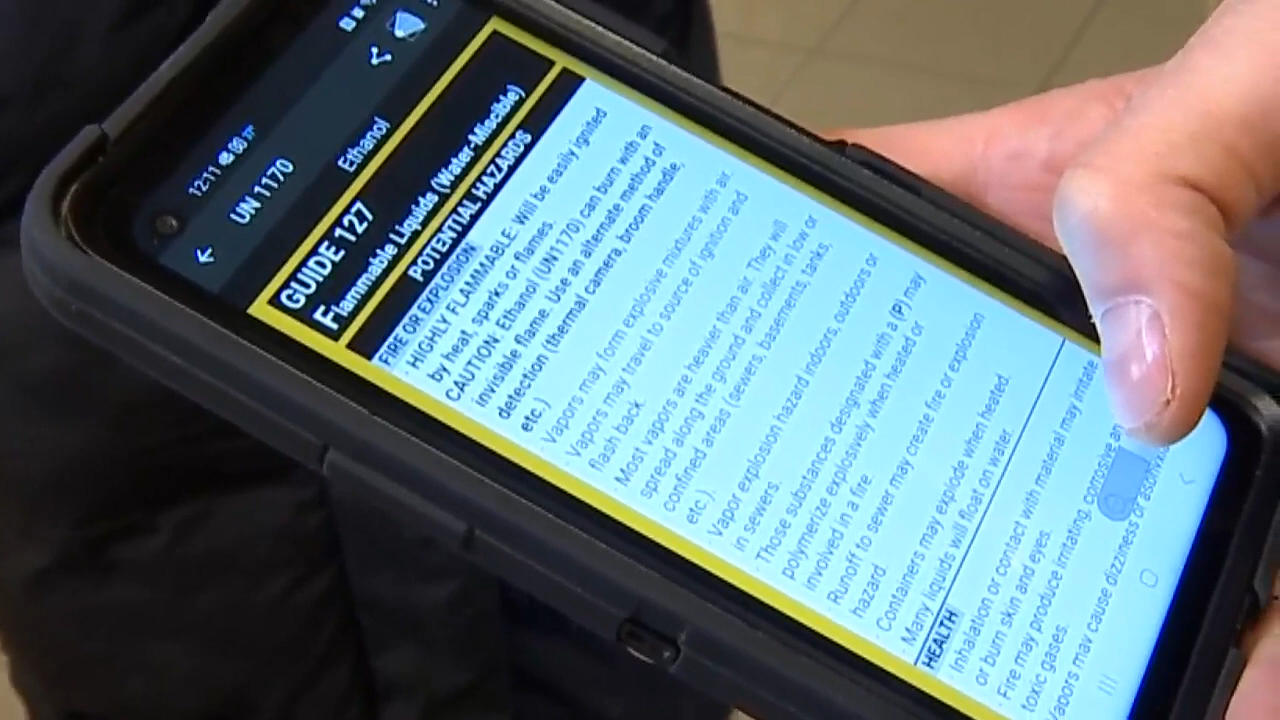 12:11
UN 1170
Ethanol
GUIDE 127
Flammable Liquids (Water-Miscible)
POTENTIAL HAZARDS
FIRE OR EXPLOSION
· HIGHLY FLAMMABLE: Will be easily ignited
by heat, sparks or flames.
CAUTION: Ethanol (UN1170) can burn with an
invisible flame. Use an alternate method of
detection (thermal camera, broom handle,
etc.)
· Vapors may form explosive mixtures with air.
· Vapors may travel to source of ignition and
flash back.
· Most vapors are heavier than air. They will
spread along the ground and collect in low or
confined areas (sewers, basements, tanks,
etc.).
· Vapor explosion hazard indoors, outdoors or
in sewers.
· Those substances designated with a (P) may
polymerize explosively when heated or
involved in a fire.
· Runoff to sewer may create fire or explosion
hazard.
· Containers may explode when heated.
· Many liquids will float on water.
HEALTH
· Inhalation or contact with material may irritate
or burn skin and eyes.
· Fire may produce irritating, corrosive
toxic gases.
Vapors may cause dizziness or